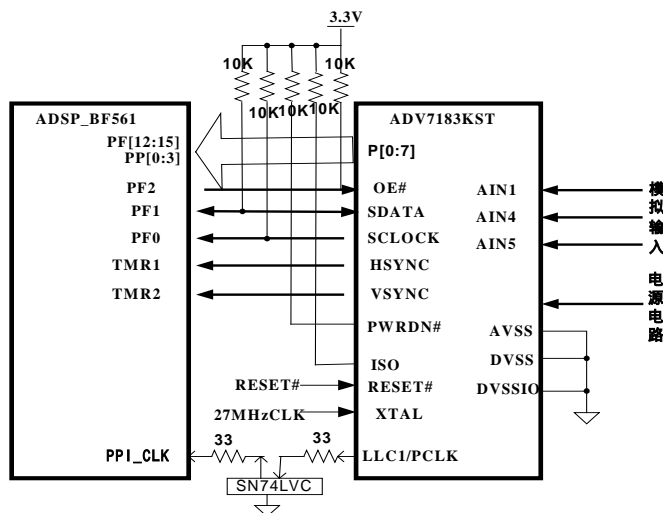 3.3V
10K
10K
10K
10K
10K
ADSP_BF561
PF[12:15]
PP[0:3]
PF2
PF1
PF0
TMR1
TMR2
PPI_CLK
ADV7183KST
P[0:7]
OE#
SDATA
SCLOCK
HSYNC
VSYNC
PWRDN#
ISO
RESET#
XTAL
LLC1/PCLK
AIN1
AIN4
AIN5
AVSS
DVSS
DVSSIO
模拟输入
电源电路
RESET#
27MHzCLK
33
33
SN74LVC